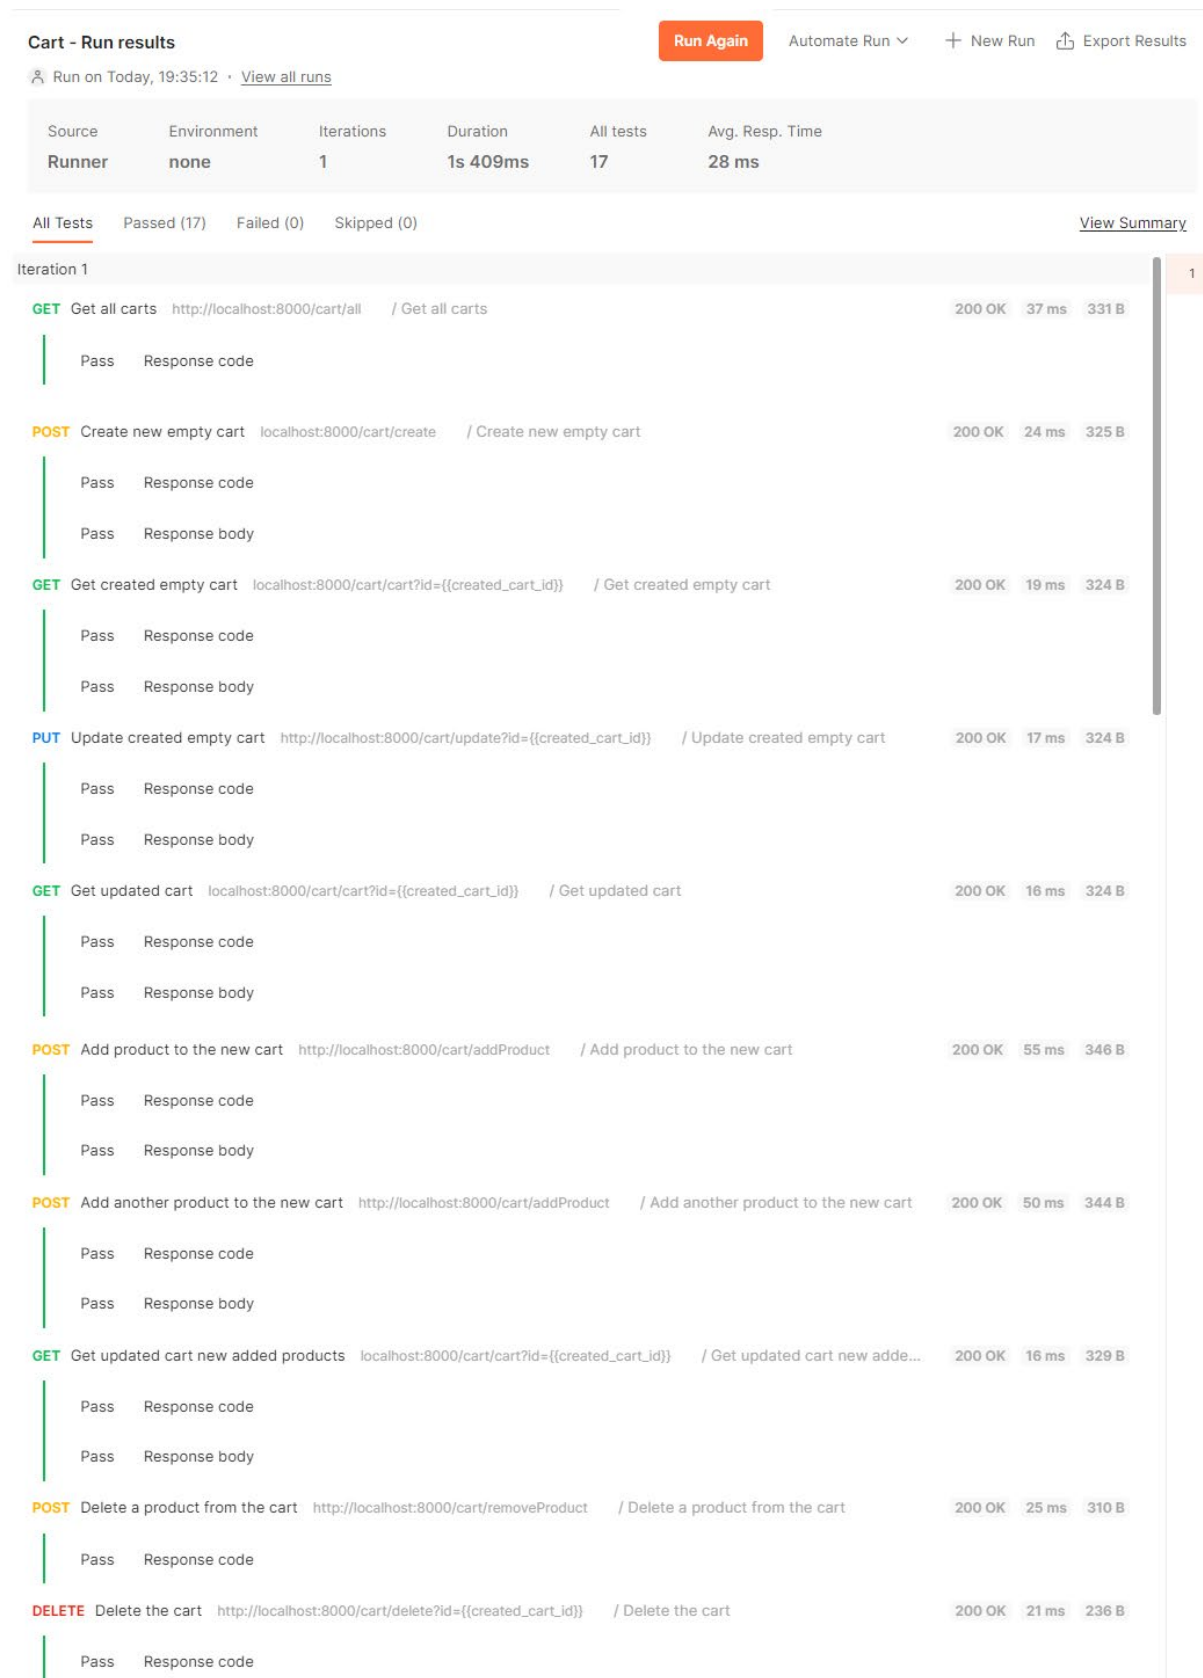 Cart - Run results Run Again Automate Run New Run Export Results
Run on Today, 19:35:12 · View all runs
Source Environment Iterations Duration All tests Avg. Resp. Time
Runner none 1 1s 409ms 17 28 ms
All Tests Passed (17) Failed (0) Skipped (0) View Summary
Iteration 1 1
GET Get all carts http://localhost:8000/cart/all / Get all carts 200 OK 37 ms 331 B
Pass Response code
POST Create new empty cart localhost:8000/cart/create / Create new empty cart 200 OK 24 ms 325 B
Pass Response code
Pass Response body
GET Get created empty cart localhost:8000/cart/cart?id={{created_cart_id}} / Get created empty cart 200 OK 19 ms 324 B
Pass Response code
Pass Response body
PUT Update created empty cart http://localhost:8000/cart/update?id={{created_cart_id}} / Update created empty cart 200 OK 17 ms 324 B
Pass Response code
Pass Response body
GET Get updated cart localhost:8000/cart/cart?id={{created_cart_id}} / Get updated cart 200 OK 16 ms 324 B
Pass Response code
Pass Response body
POST Add product to the new cart http://localhost:8000/cart/addProduct / Add product to the new cart 200 OK 55 ms 346 B
Pass Response code
Pass Response body
POST Add another product to the new cart http://localhost:8000/cart/addProduct / Add another product to the new cart 200 OK 50 ms 344 B
Pass Response code
Pass Response body
GET Get updated cart new added products localhost:8000/cart/cart?id={{created_cart_id}} / Get updated cart new adde... 200 OK 16 ms 329 B
Pass Response code
Pass Response body
POST Delete a product from the cart http://localhost:8000/cart/removeProduct / Delete a product from the cart 200 OK 25 ms 310 B
Pass Response code
DELETE Delete the cart http://localhost:8000/cart/delete?id={{created_cart_id}} / Delete the cart 200 OK 21 ms 236 B
Pass Response code